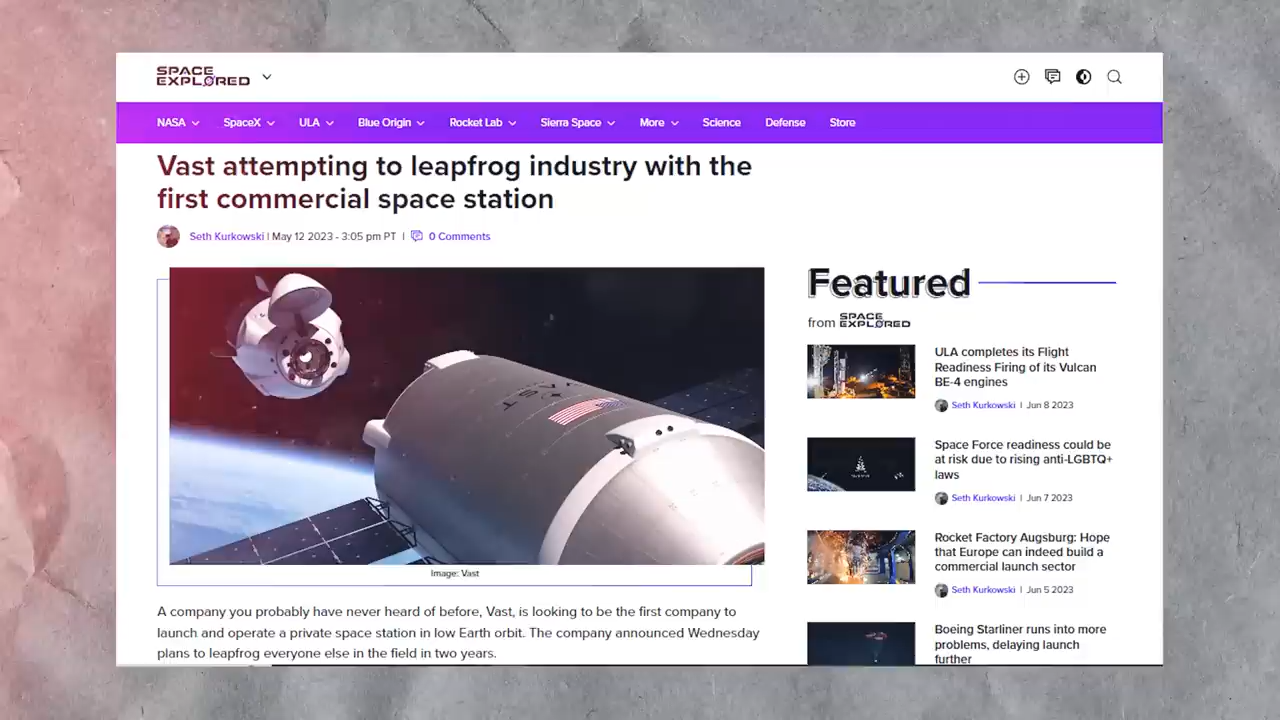 SPACE
EXPLORED
NASA
SpaceX
ULA
Blue Origin
Rocket Lab
Sierra Space
More
Science
Defense
Store
Vast attempting to leapfrog industry with the
first commercial space station
Seth Kurkowski | May 12 2023 - 3:05 pm PT | 0 Comments
VAST
Image: Vast
A company you probably have never heard of before, Vast, is looking to be the first company to
launch and operate a private space station in low Earth orbit. The company announced Wednesday
plans to leapfrog everyone else in the field in two years.
Featured
from SPACE EXPLORED
ULA completes its Flight
Readiness Firing of its Vulcan
BE-4 engines
Seth Kurkowski | Jun 8 2023
Space Force readiness could be
at risk due to rising anti-LGBTQ+
laws
Seth Kurkowski | Jun 7 2023
Rocket Factory Augsburg: Hope
that Europe can indeed build a
commercial launch sector
Seth Kurkowski | Jun 5 2023
Boeing Starliner runs into more
problems, delaying launch
further